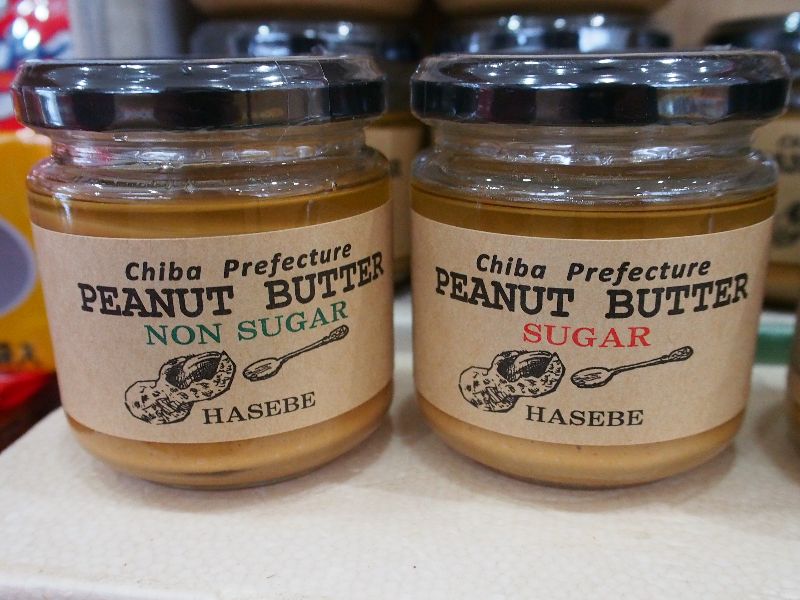 Chiba Prefecture
PEANUT BUTTER
NON SUGAR
HASEBE
Chiba Prefecture
PEANUT BUTTER
SUGAR
HASEBE